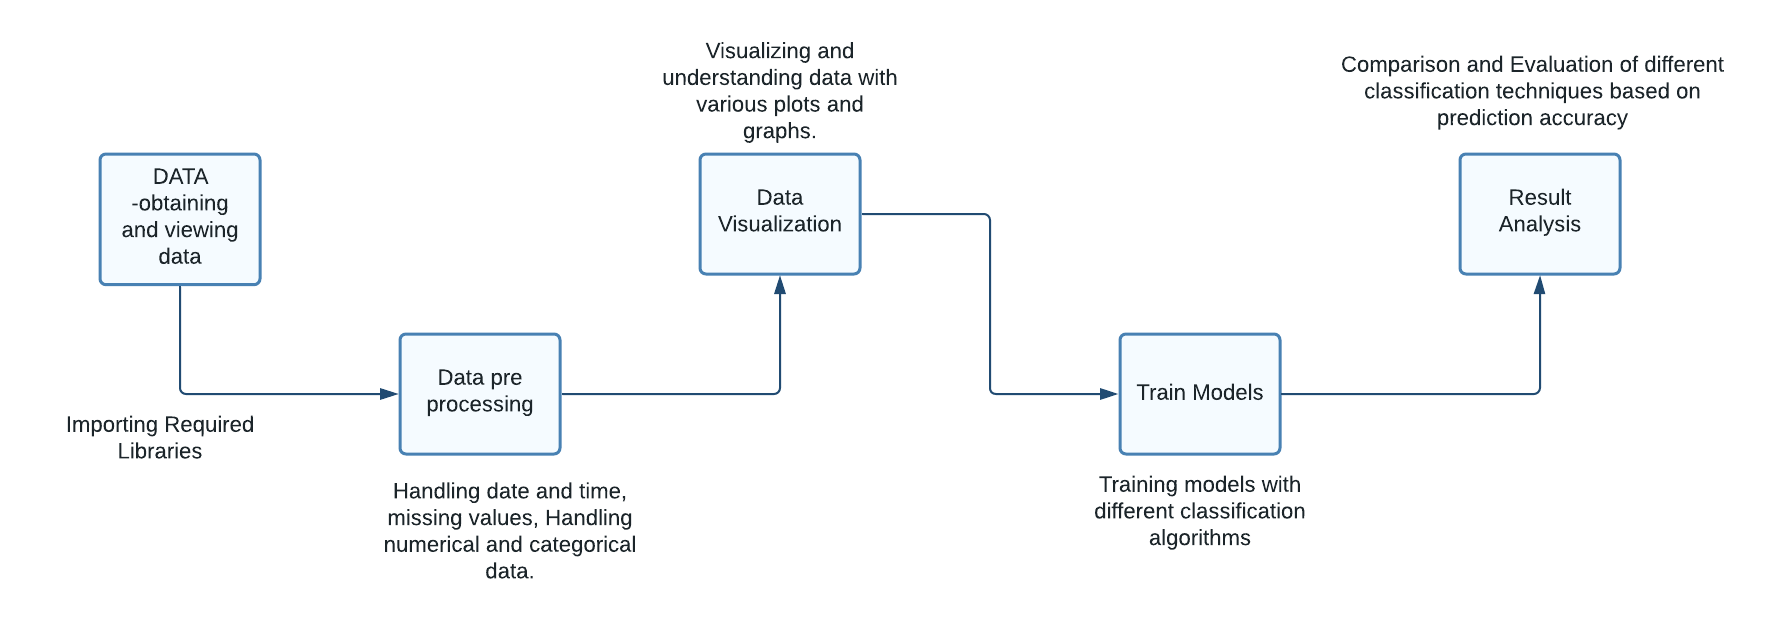 DATA
-obtaining
and viewing
data
Importing Required
Libraries
Data pre
processing
Handling date and time,
missing values, Handling
numerical and categorical
data.
Visualizing and
understanding data with
various plots and
graphs.
Data
Visualization
Train Models
Training models with
different classification
algorithms
Comparison and Evaluation of different
classification techniques based on
prediction accuracy
Result
Analysis